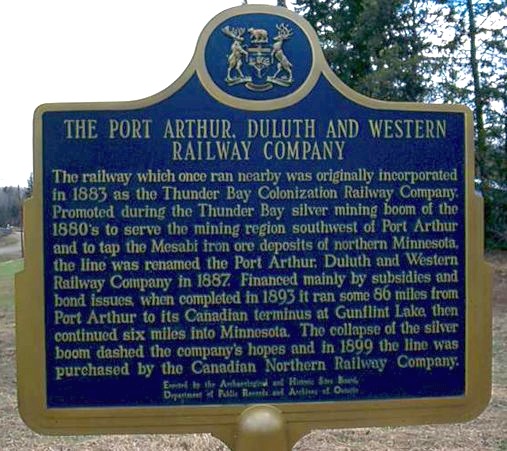 THE PORT ARTHUR, DULUTH AND WESTERN
RAILWAY COMPANY
The railway which once ran nearby was originally incorporated
in 1883 as the Thunder Bay Colonization Railway Company.
Promoted during the Thunder Bay silver mining boom of the
1880's to serve the mining region southwest of Port Arthur
and to tap the Mesabi iron ore deposits of northern Minnesota,
the line was renamed the Port Arthur, Duluth and Western
Railway Company in 1887. Financed mainly by subsidies and
bond issues, when completed in 1893 it ran some 86 miles from
Port Arthur to its Canadian terminus at Gunflint Lake, then
continued six miles into Minnesota. The collapse of the silver
boom dashed the company's hopes and in 1899 the line was
purchased by the Canadian Northern Railway Company.
Erected by the Archaeological and Historic Sites Board,
Department of Public Records and Archives of Ontario